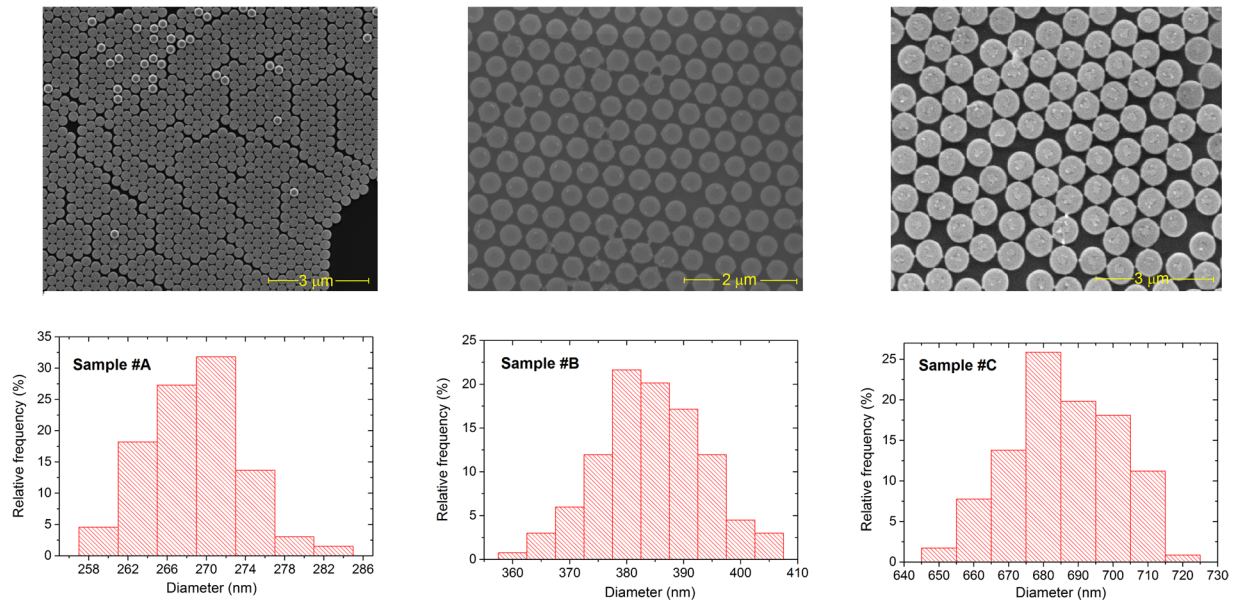 3 μm
2 μm
3 μm
Sample #A
Relative frequency (%)
35
30
25
20
15
10
5
0
258 262 266 270 274 278 282 286
Diameter (nm)
Sample #B
Relative frequency (%)
25
20
15
10
5
0
360 370 380 390 400 410
Diameter (nm)
Sample #C
Relative frequency (%)
25
20
15
10
5
0
640 650 660 670 680 690 700 710 720 730
Diameter (nm)